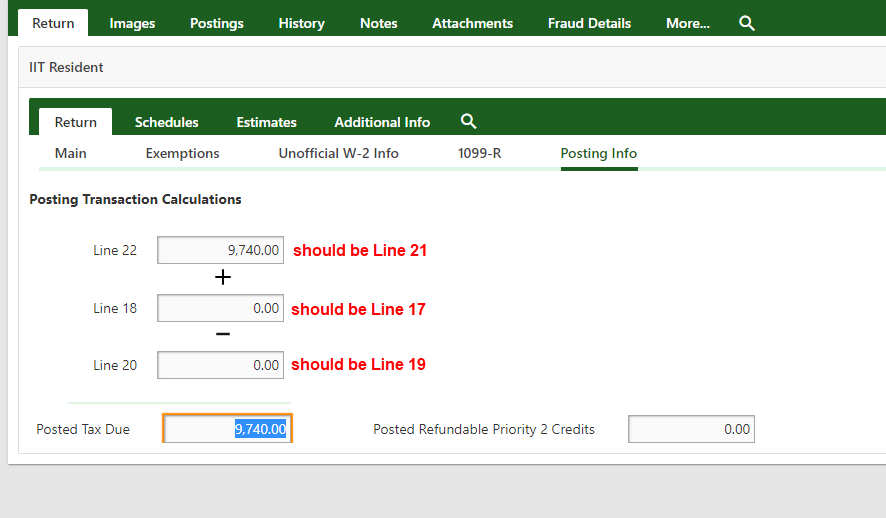 Return Images Postings History Notes Attachments Fraud Details More...
IIT Resident
Return Schedules Estimates Additional Info
Main Exemptions Unofficial W-2 Info 1099-R Posting Info
Posting Transaction Calculations
Line 22 9,740.00 should be Line 21
+
Line 18 0.00 should be Line 17
−
Line 20 0.00 should be Line 19
Posted Tax Due 9,740.00 Posted Refundable Priority 2 Credits 0.00